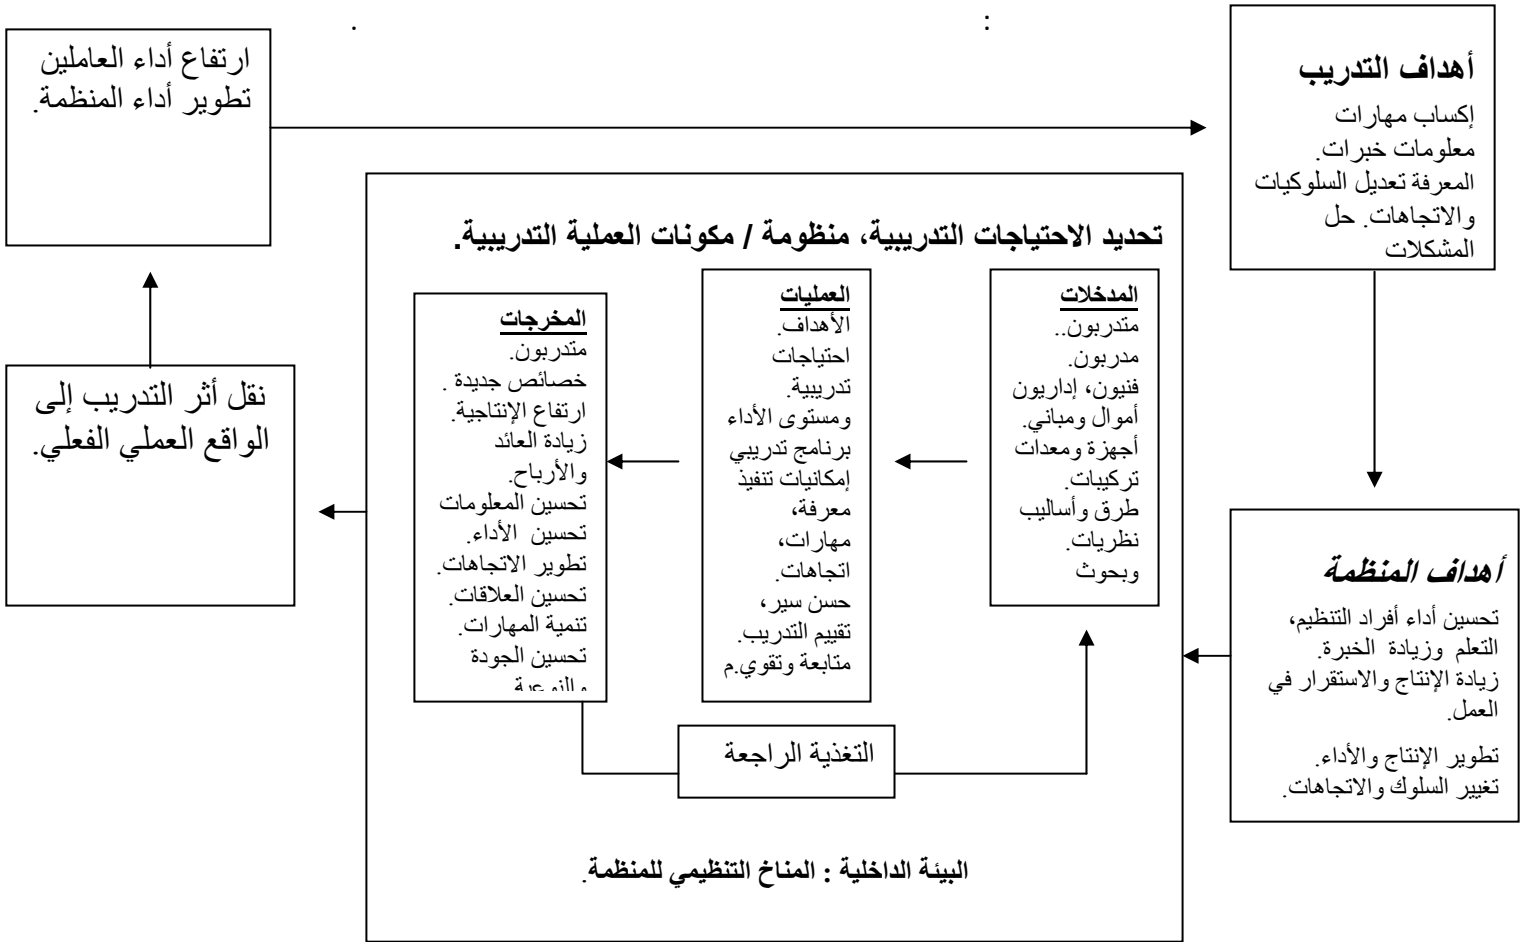 أهداف التدريب
إكساب مهارات
معلومات خبرات.
المعرفة تعديل السلوكيات
والاتجاهات. حل
المشكلات
أهداف المنظمة
تحسين أداء أفراد التنظيم،
التعلم وزيادة الخبرة.
زيادة الإنتاج والاستقرار في
العمل.
تطوير الإنتاج والأداء.
تغيير السلوك والاتجاهات.
تحديد الاحتياجات التدريبية، منظومة / مكونات العملية التدريبية.
المدخلات
متدربون..
مدربون.
فنيون، إداريون
أموال ومباني.
أجهزة ومعدات
تركيبات.
طرق وأساليب
نظريات.
وبحوث
العمليات
الأهداف.
احتياجات
تدريبية.
ومستوى الأداء
برنامج تدريبي
إمكانيات تنفيذ
معرفة،
مهارات،
اتجاهات.
حسن سير،
تقييم التدريب.
متابعة وتقوي.م
المخرجات
متدربون.
خصائص جديدة .
ارتفاع الإنتاجية.
زيادة العائد
والأرباح.
تحسين المعلومات
تحسين الأداء.
تطوير الاتجاهات.
تحسين العلاقات.
تنمية المهارات.
تحسين الجودة
والنوعية
التغذية الراجعة
البيئة الداخلية : المناخ التنظيمي للمنظمة.
نقل أثر التدريب إلى
الواقع العملي الفعلي.
ارتفاع أداء العاملين
تطوير أداء المنظمة.
: .